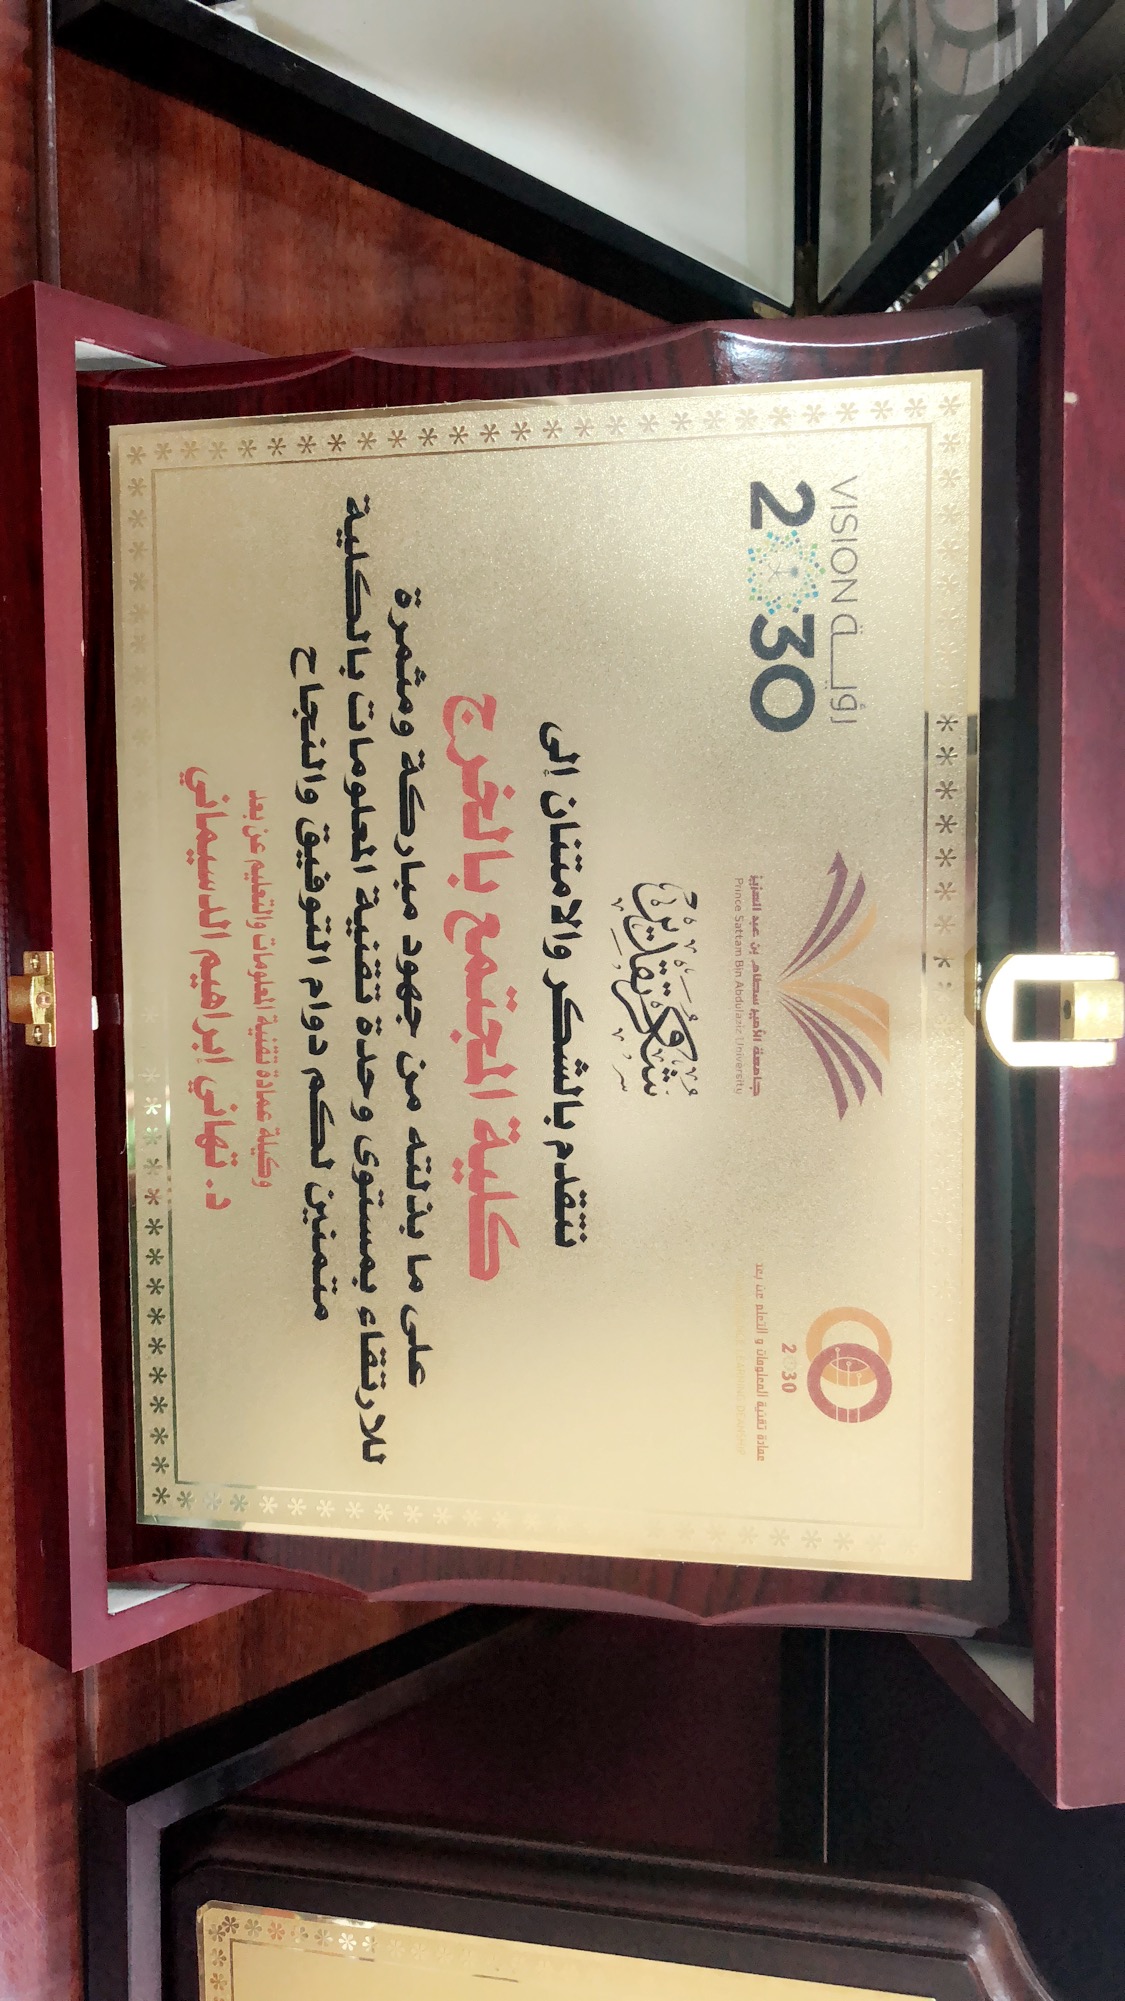 VISION رؤيــة
2030
جامعة الأمير سطام بن عبد العزيز
Prince Sattam Bin Abdulaziz University
2030
عمادة تقنية المعلومات و التعلم عن بعد
شكر وتقدير
نتقدم بالشكر والامتنان إلى
كلية المجتمع بالخرج
على ما بذلته من جهود مباركة ومثمرة
للارتقاء بمستوى وحدة تقنية المعلومات بالكلية
متمنين لكم دوام التوفيق والنجاح
وكيلة عمادة تقنية المعلومات والتعليم عن بعد
د. تهاني إبراهيم الدسيماني